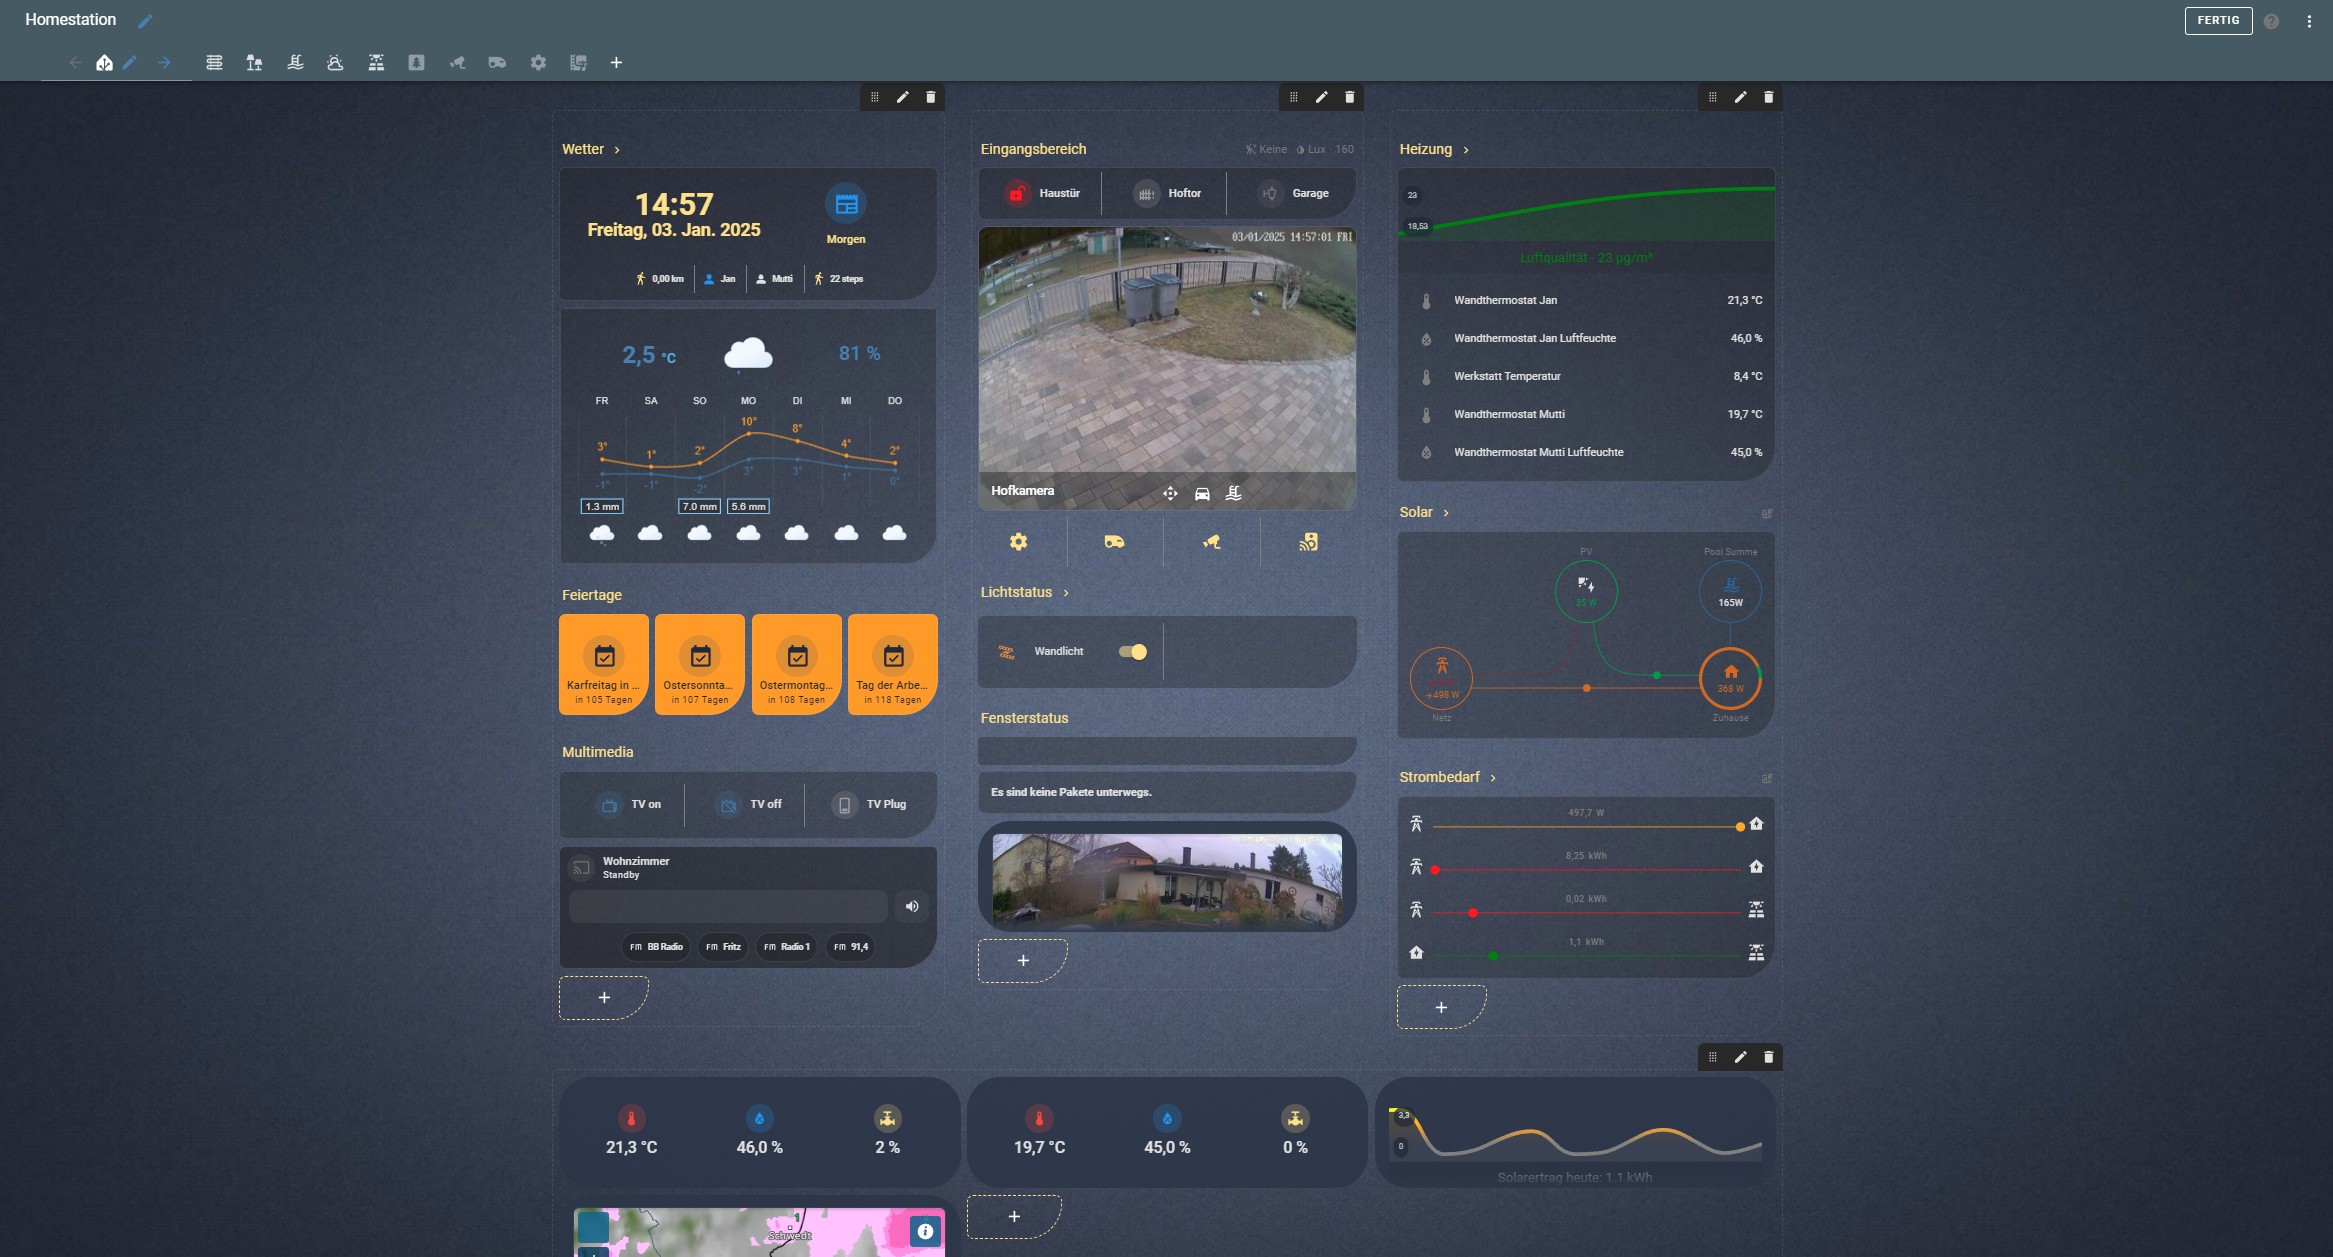 Homestation
FERTIG
Wetter
14:57
Freitag, 03. Jan. 2025
Morgen
0,00 km
Jan
Mutti
22 steps
2,5 °C
81 %
FR SA SO MO DI MI DO
3° 1° 2° 10° 8° 4° 2°
-1° -1° -2° 3° 3° 1° 0°
1.3 mm 7.0 mm 5.6 mm
Feiertage
Karfreitag in ...
in 105 Tagen
Ostersonnta...
in 107 Tagen
Ostermontag...
in 108 Tagen
Tag der Arbe...
in 118 Tagen
Multimedia
TV on
TV off
TV Plug
Wohnzimmer
Standby
FM BB Radio
FM Fritz
FM Radio 1
FM 91,4
Eingangsbereich
Keine
Lux · 160
Haustür
Hoftor
Garage
03/01/2025 14:57:01 FRI
Hofkamera
Lichtstatus
Wandlicht
Fensterstatus
Es sind keine Pakete unterwegs.
Heizung
23
18,53
Luftqualität - 23 µg/m³
Wandthermostat Jan 21,3 °C
Wandthermostat Jan Luftfeuchte 46,0 %
Werkstatt Temperatur 8,4 °C
Wandthermostat Mutti 19,7 °C
Wandthermostat Mutti Luftfeuchte 45,0 %
Solar
PV
Pool Summe
35 W
165W
→498 W
368 W
Netz
Zuhause
Strombedarf
497,7 W
8,25 kWh
0,02 kWh
1,1 kWh
21,3 °C
46,0 %
2 %
19,7 °C
45,0 %
0 %
3,3
0
Solarertrag heute: 1.1 kWh
Schwedt